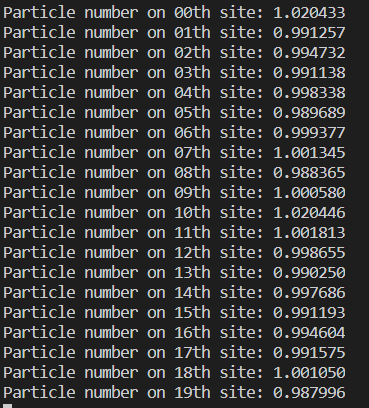 Particle number on 00th site: 1.020433
Particle number on 01th site: 0.991257
Particle number on 02th site: 0.994732
Particle number on 03th site: 0.991138
Particle number on 04th site: 0.998338
Particle number on 05th site: 0.989689
Particle number on 06th site: 0.999377
Particle number on 07th site: 1.001345
Particle number on 08th site: 0.988365
Particle number on 09th site: 1.000580
Particle number on 10th site: 1.020446
Particle number on 11th site: 1.001813
Particle number on 12th site: 0.998655
Particle number on 13th site: 0.990250
Particle number on 14th site: 0.997686
Particle number on 15th site: 0.991193
Particle number on 16th site: 0.994604
Particle number on 17th site: 0.991575
Particle number on 18th site: 1.001050
Particle number on 19th site: 0.987996